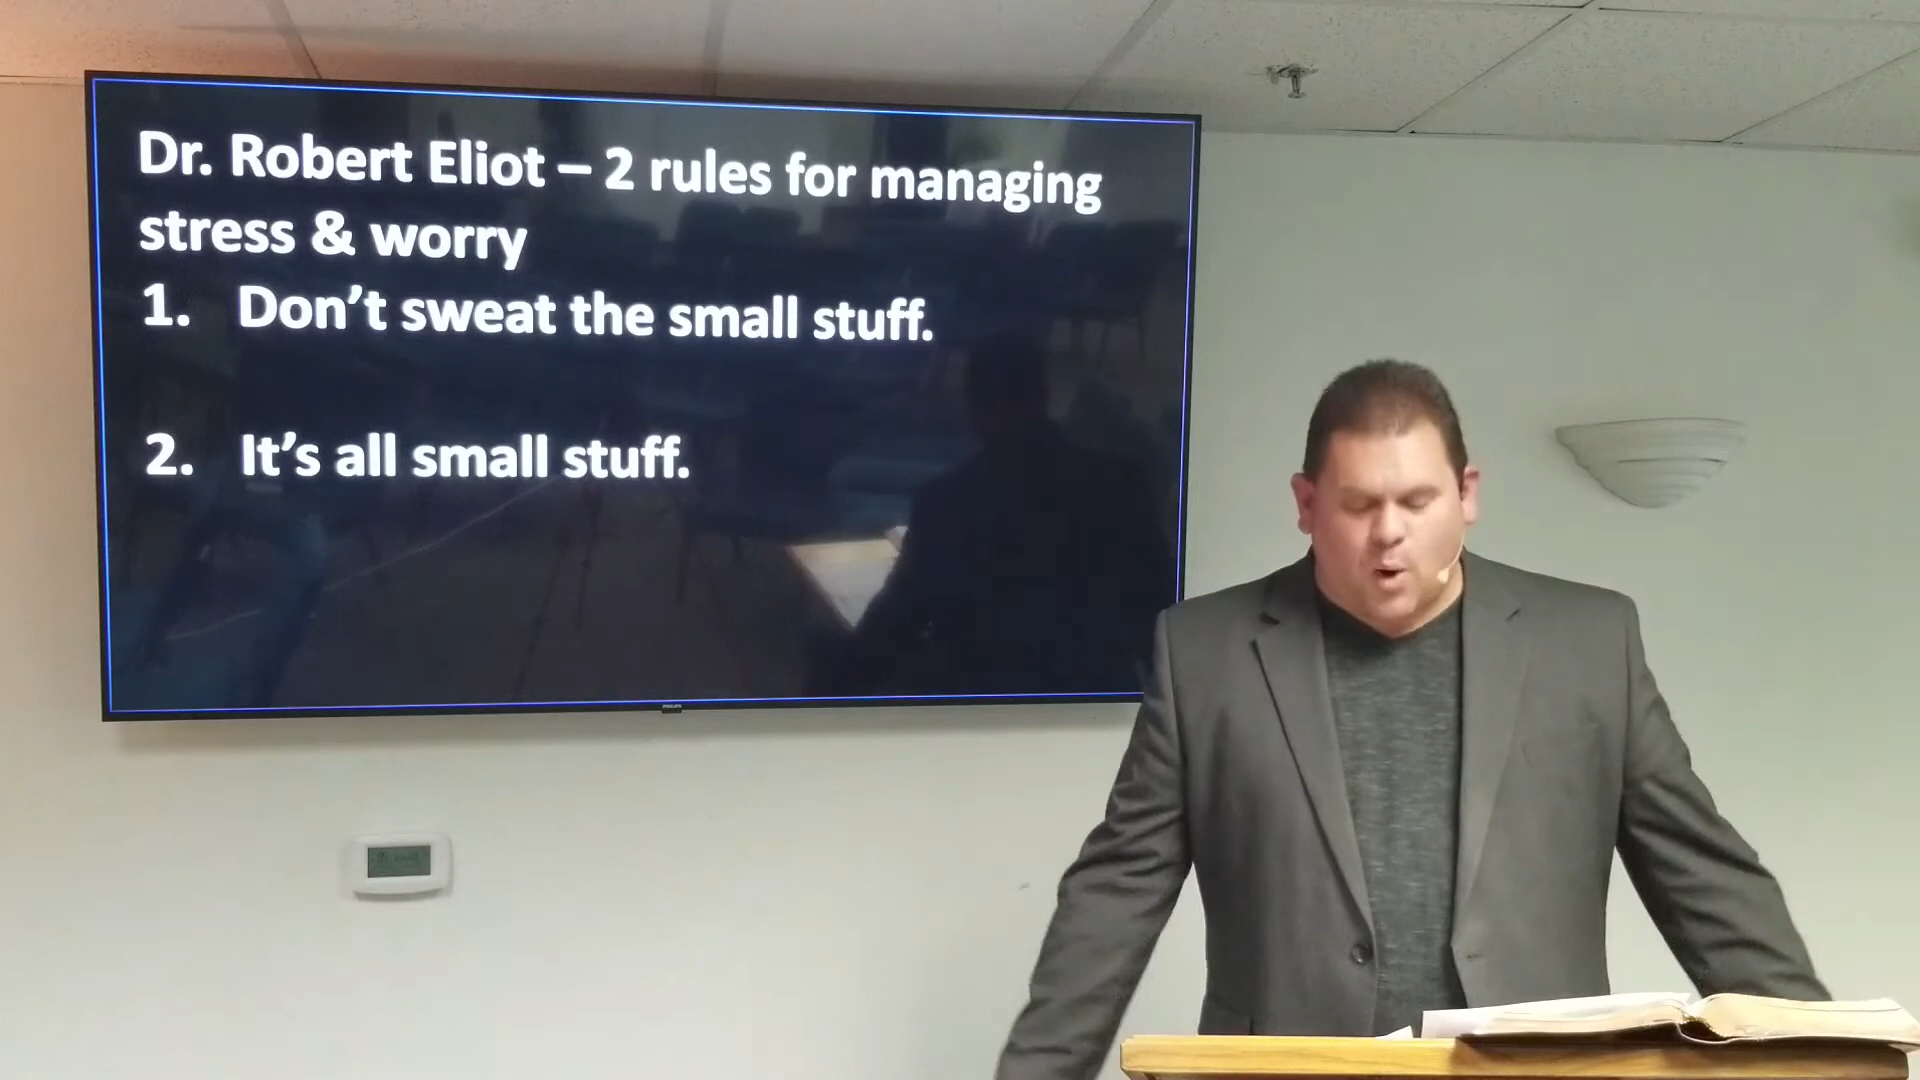 Dr. Robert Eliot – 2 rules for managing
stress & worry
1. Don’t sweat the small stuff.
2. It’s all small stuff.
PHILIPS